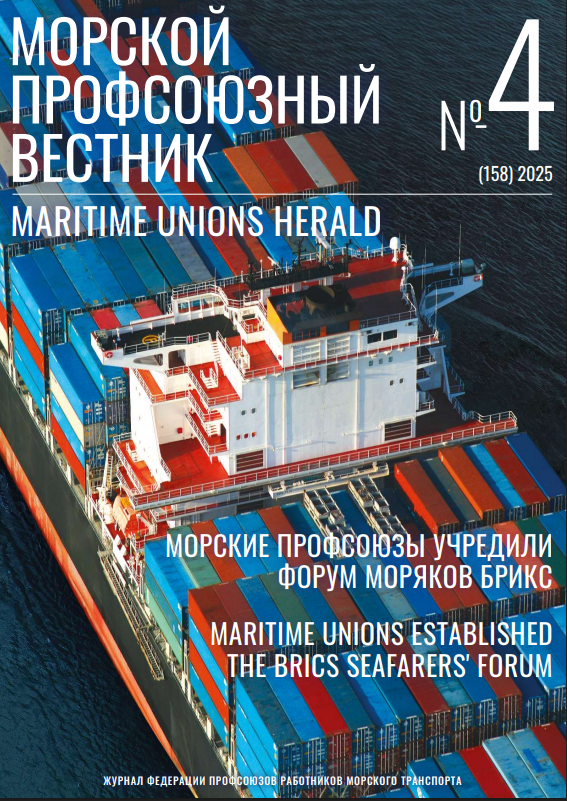 МОРСКОЙ
ПРОФСОЮЗНЫЙ
ВЕСТНИК
№4
(158) 2025
MARITIME UNIONS HERALD
МОРСКИЕ ПРОФСОЮЗЫ УЧРЕДИЛИ
ФОРУМ МОРЯКОВ БРИКС
MARITIME UNIONS ESTABLISHED
THE BRICS SEAFARERS' FORUM
ЖУРНАЛ ФЕДЕРАЦИИ ПРОФСОЮЗОВ РАБОТНИКОВ МОРСКОГО ТРАНСПОРТА